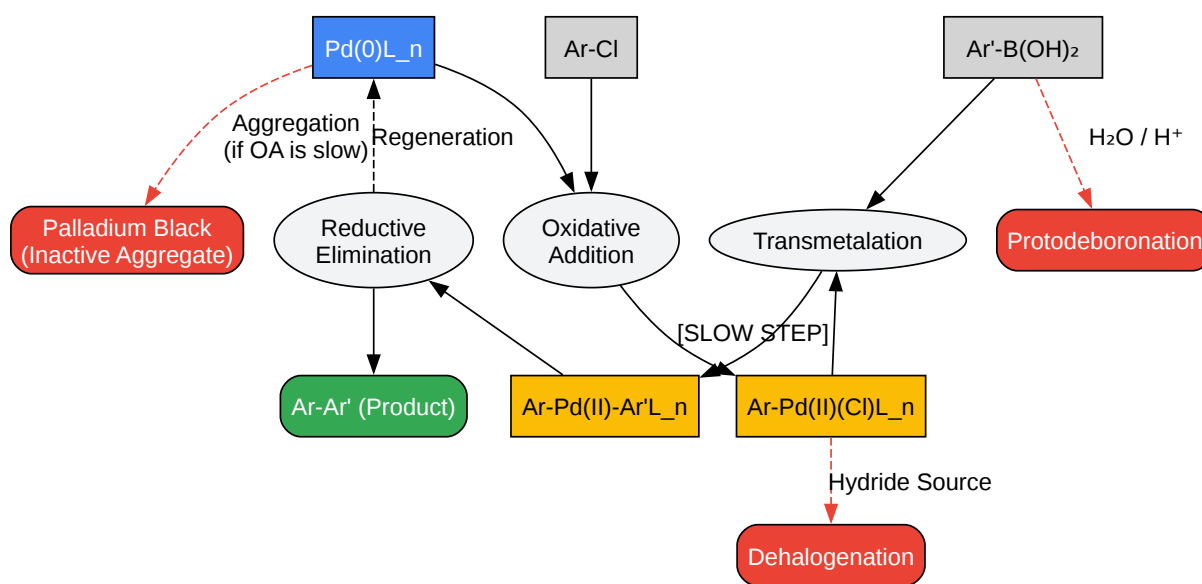 Pd(0)L_n
Ar-Cl
Ar'-B(OH)₂
Aggregation
(if OA is slow)
Regeneration
H₂O / H⁺
Palladium Black
(Inactive Aggregate)
Reductive
Elimination
Oxidative
Addition
Transmetalation
Protodeboronation
[SLOW STEP]
Ar-Ar' (Product)
Ar-Pd(II)-Ar'L_n
Ar-Pd(II)(Cl)L_n
Hydride Source
Dehalogenation